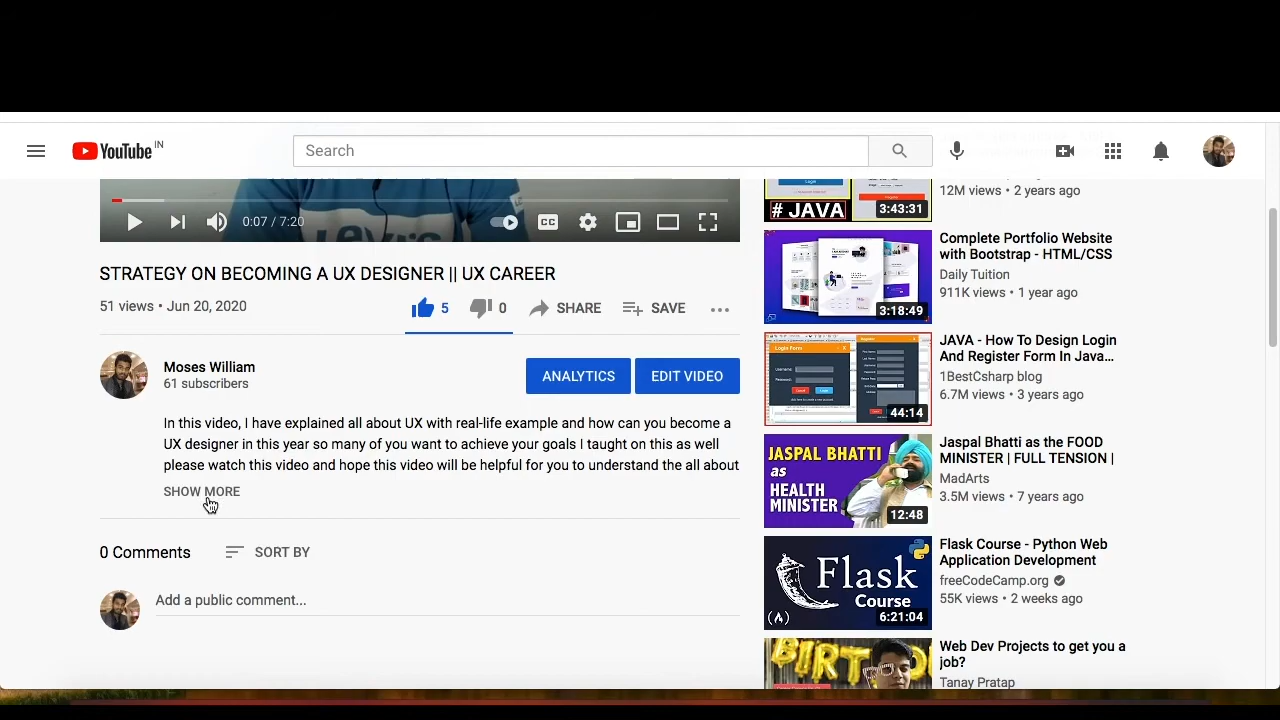 YouTube IN
Search
0:07 / 7:20
CC
STRATEGY ON BECOMING A UX DESIGNER || UX CAREER
51 views • Jun 20, 2020
5
0
SHARE
SAVE
Moses William
61 subscribers
ANALYTICS
EDIT VIDEO
In this video, I have explained all about UX with real-life example and how can you become a
UX designer in this year so many of you want to achieve your goals I taught on this as well
please watch this video and hope this video will be helpful for you to understand the all about
SHOW MORE
0 Comments
SORT BY
Add a public comment...
# JAVA
3:43:31
12M views • 2 years ago
3:18:49
Complete Portfolio Website
with Bootstrap - HTML/CSS
Daily Tuition
911K views • 1 year ago
44:14
JAVA - How To Design Login
And Register Form In Java...
1BestCsharp blog
6.7M views • 3 years ago
JASPAL BHATTI
as
HEALTH
MINISTER
12:48
Jaspal Bhatti as the FOOD
MINISTER | FULL TENSION |
MadArts
3.5M views • 7 years ago
Flask
Course
6:21:04
Flask Course - Python Web
Application Development
freeCodeCamp.org
55K views • 2 weeks ago
Web Dev Projects to get you a
job?
Tanay Pratap